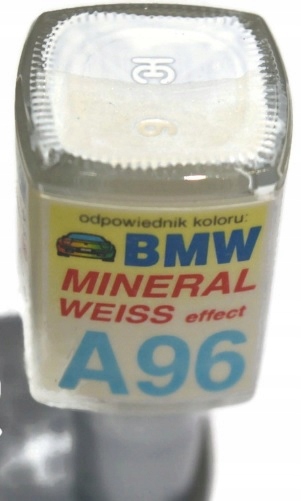 odpowiednik koloru:
BMW
MINERAL
WEISS effect
A96